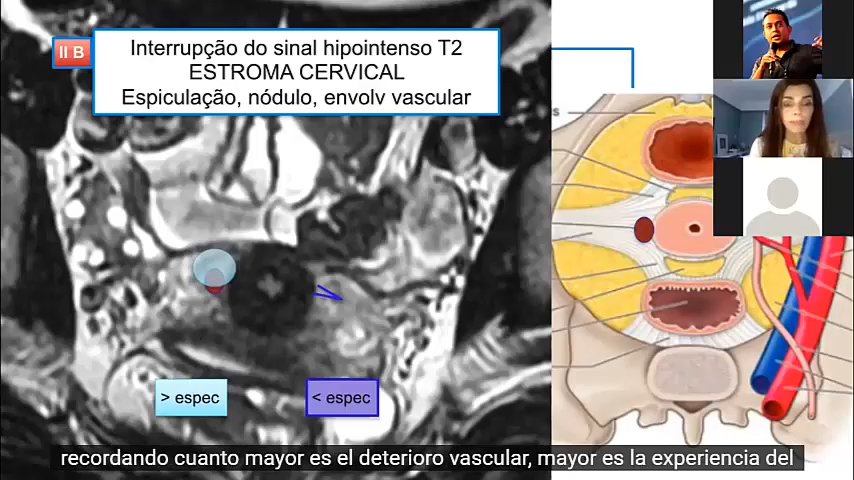 II B
Interrupção do sinal hipointenso T2
ESTROMA CERVICAL
Espiculação, nódulo, envolv vascular
s
> espec
< espec
recordando cuanto mayor es el deterioro vascular, mayor es la experiencia del